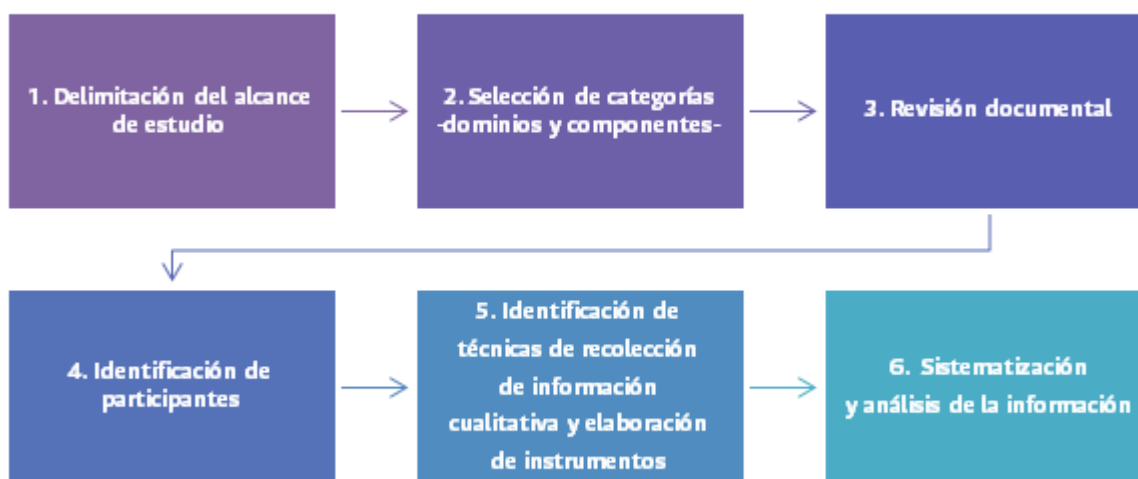 1. Delimitación del alcance
de estudio
2. Selección de categorías
-dominios y componentes-
3. Revisión documental
4. Identificación de
participantes
5. Identificación de
técnicas de recolección
de información
cualitativa y elaboración
de instrumentos
6. Sistematización
y análisis de la información